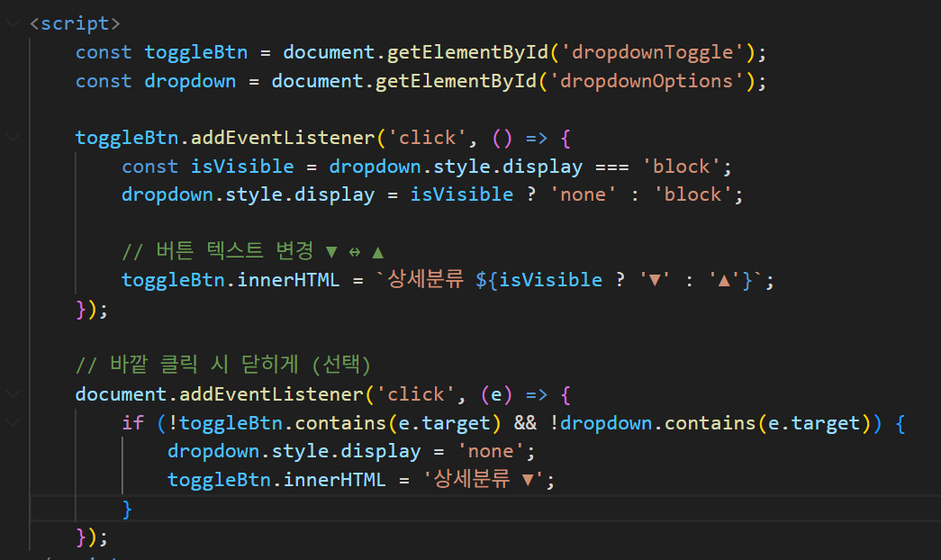 <script>
const toggleBtn = document.getElementById('dropdownToggle');
const dropdown = document.getElementById('dropdownOptions');
toggleBtn.addEventListener('click', () => {
const isVisible = dropdown.style.display === 'block';
dropdown.style.display = isVisible ? 'none' : 'block';
// 버튼 텍스트 변경 ▼ ↔ ▲
toggleBtn.innerHTML = `상세분류 ${isVisible ? '▼' : '▲'}`;
});
// 바깥 클릭 시 닫히게 (선택)
document.addEventListener('click', (e) => {
if (!toggleBtn.contains(e.target) && !dropdown.contains(e.target)) {
dropdown.style.display = 'none';
toggleBtn.innerHTML = '상세분류 ▼';
}
});